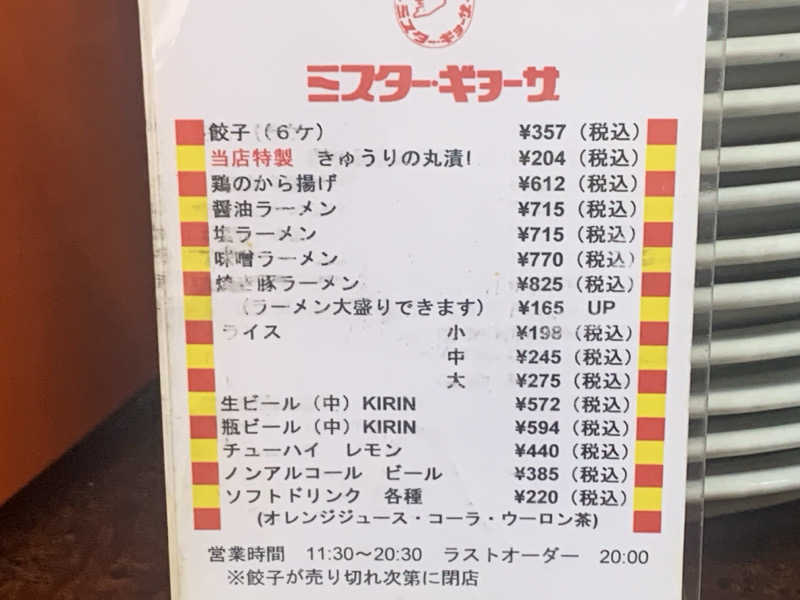 ミスター・ギョーザ
ミスター・ギョーザ
餃子（６ケ） ¥357（税込）
当店特製 きゅうりの丸漬! ¥204（税込）
鶏のから揚げ ¥612（税込）
醤油ラーメン ¥715（税込）
塩ラーメン ¥715（税込）
味噌ラーメン ¥770（税込）
焼き豚ラーメン ¥825（税込）
（ラーメン大盛りできます） ¥165 UP
ライス 小 ¥198（税込）
中 ¥245（税込）
大 ¥275（税込）
生ビール（中）KIRIN ¥572（税込）
瓶ビール（中）KIRIN ¥594（税込）
チューハイ レモン ¥440（税込）
ノンアルコール ビール ¥385（税込）
ソフトドリンク 各種 ¥220（税込）
(オレンジジュース・コーラ・ウーロン茶)
営業時間 11:30～20:30 ラストオーダー 20:00
※餃子が売り切れ次第に閉店